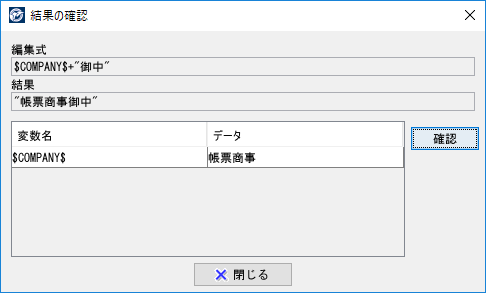 結果の確認
編集式
$COMPANY$+"御中"
結果
"帳票商事御中"
変数名 データ
$COMPANY$ 帳票商事
確認
閉じる